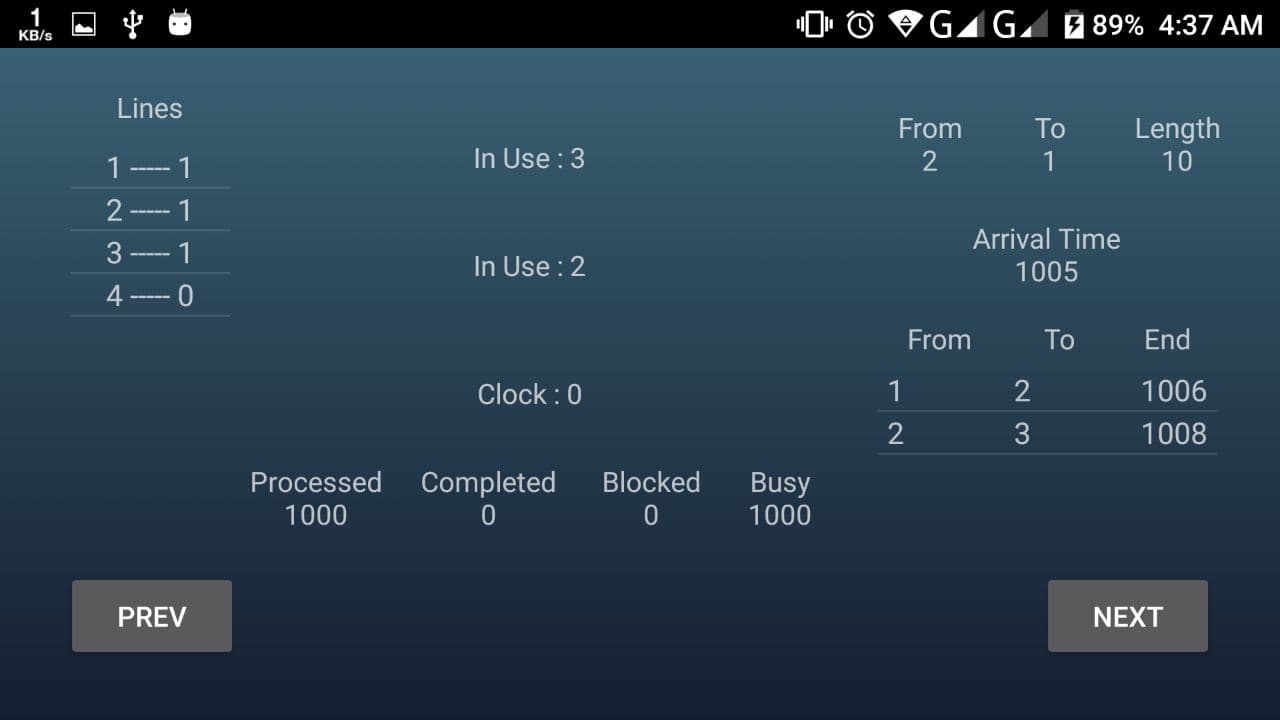 1
KB/s
G G 89% 4:37 AM
Lines
1 ----- 1
2 ----- 1
3 ----- 1
4 ----- 0
In Use : 3
In Use : 2
Clock : 0
Processed Completed Blocked Busy
1000 0 0 1000
From To Length
2 1 10
Arrival Time
1005
From To End
1 2 1006
2 3 1008
PREV
NEXT